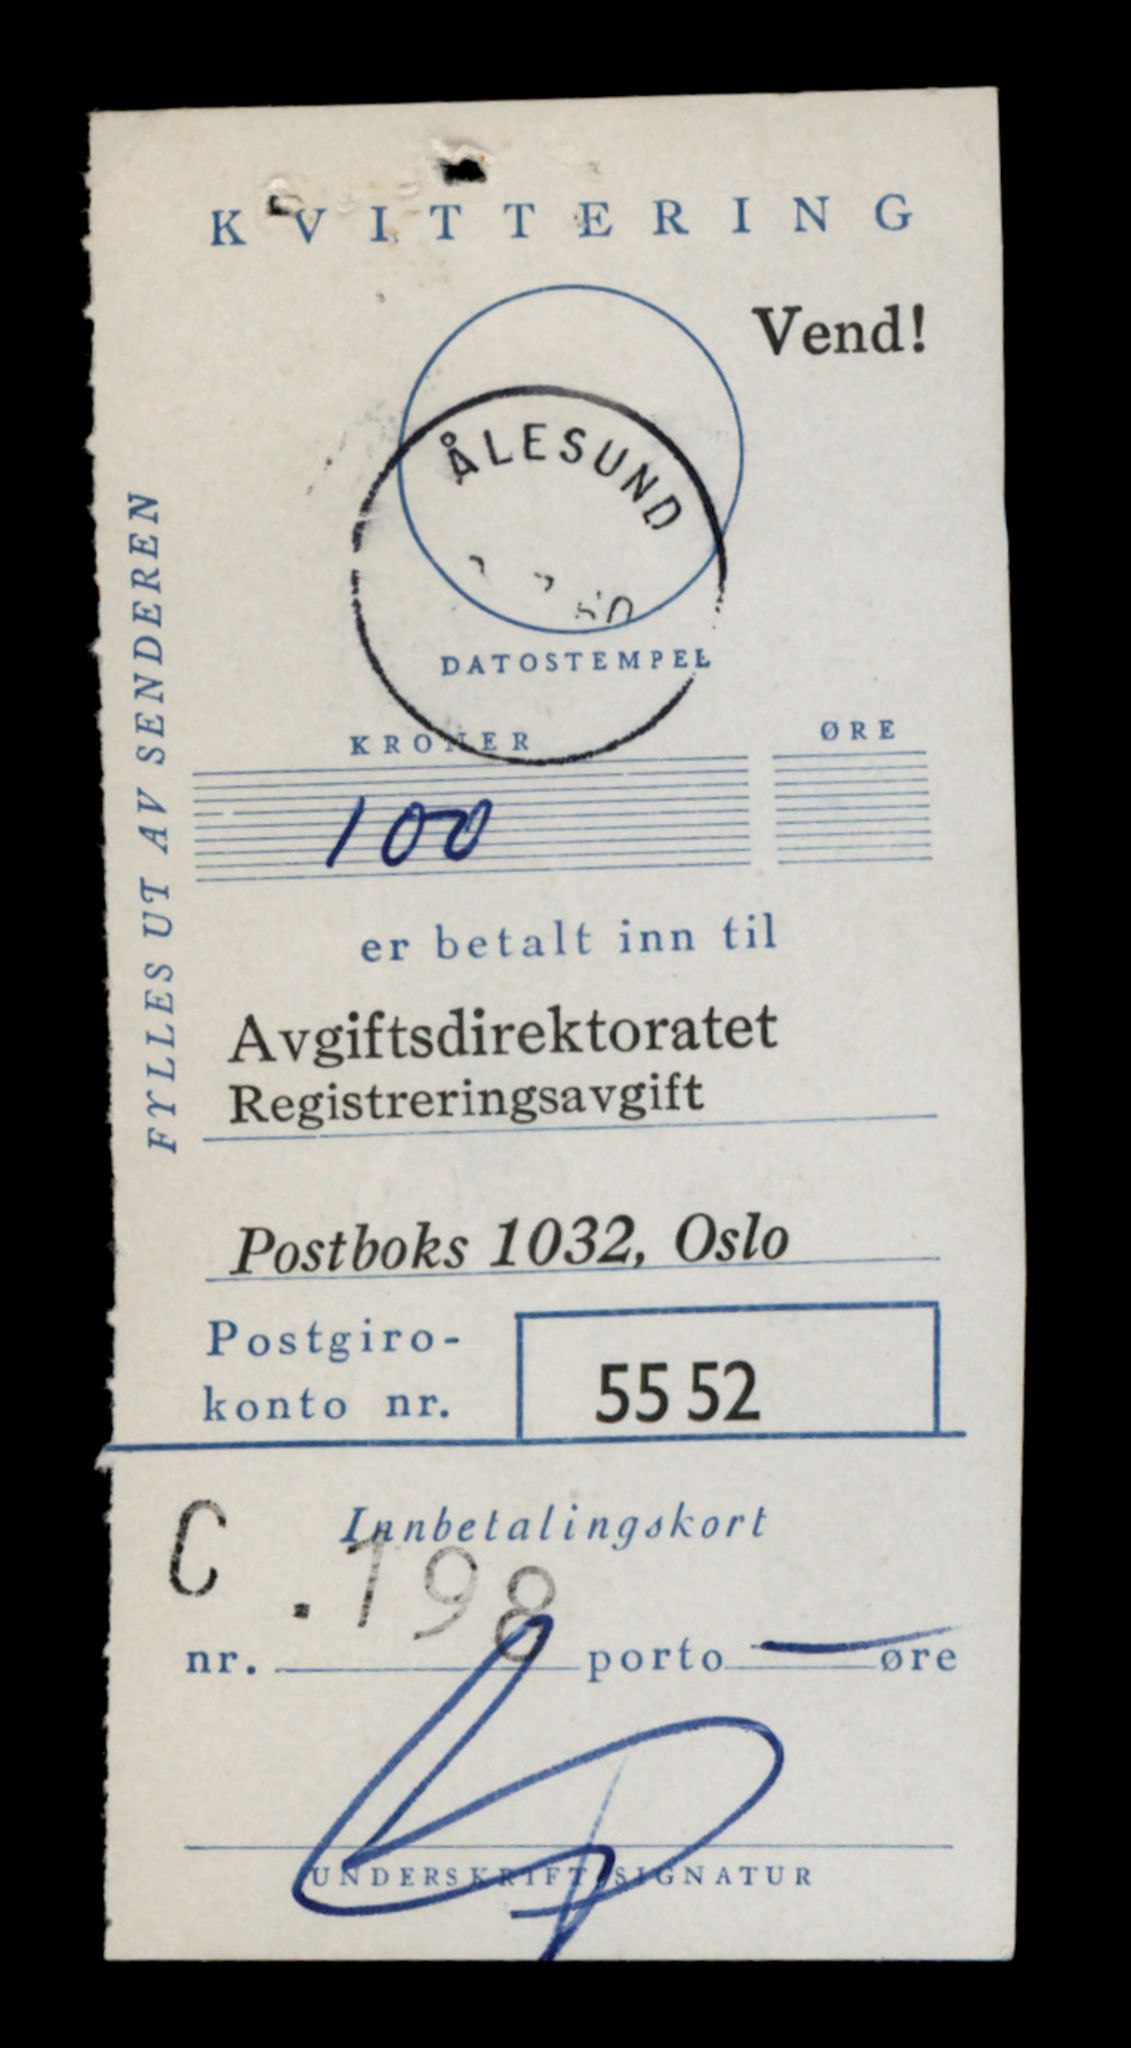 KVITTERING
Vend!
ÅLESUND
DATOSTEMPEL
FYLLES UT AV SENDEREN
KRONER ØRE
100
er betalt inn til
Avgiftsdirektoratet
Registreringsavgift
Postboks 1032, Oslo
Postgiro-
konto nr. 55 52
Innbetalingskort
C .198
nr. porto — øre
UNDERSKRIFT/SIGNATUR